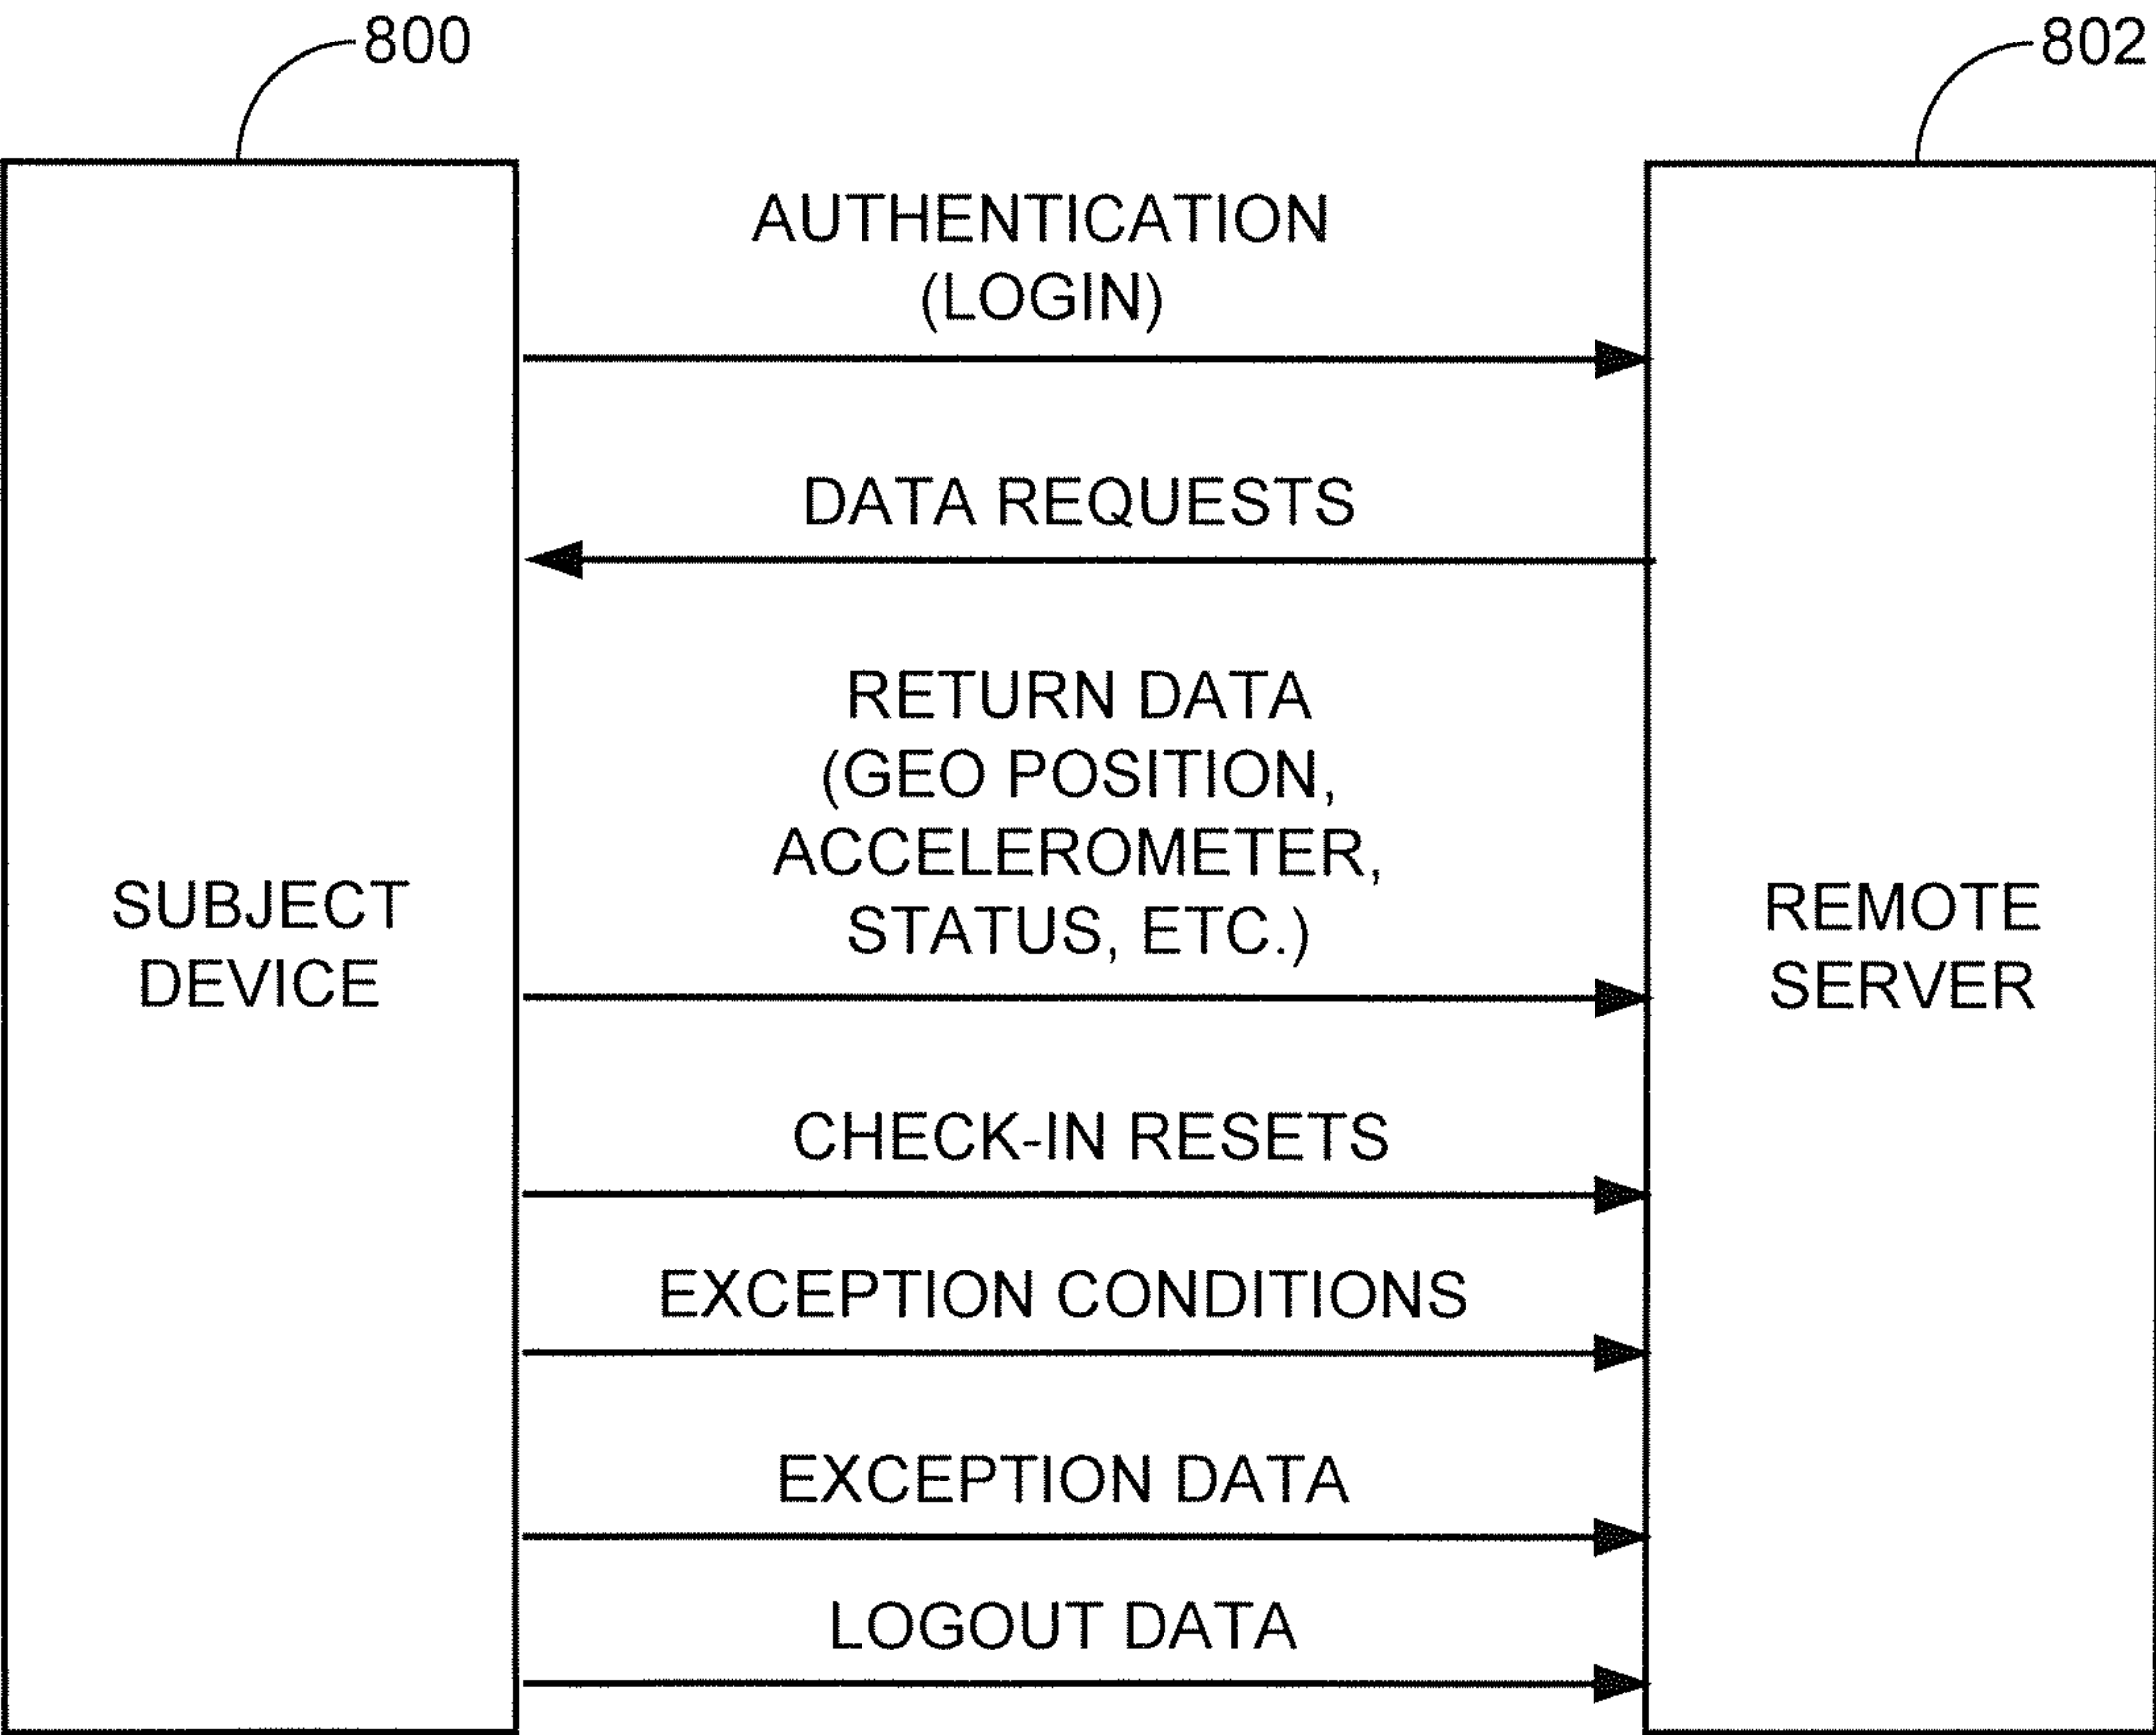 800
802
AUTHENTICATION
(LOGIN)
DATA REQUESTS
RETURN DATA
(GEO POSITION,
ACCELEROMETER,
STATUS, ETC.)
SUBJECT
DEVICE
REMOTE
SERVER
CHECK-IN RESETS
EXCEPTION CONDITIONS
EXCEPTION DATA
LOGOUT DATA